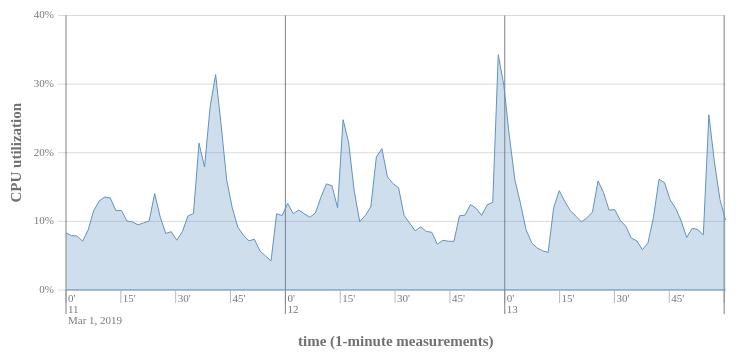 40%
30%
20%
10%
0%
CPU utilization
0' 15' 30' 45' 0' 15' 30' 45' 0' 15' 30' 45'
11 12 13
Mar 1, 2019
time (1-minute measurements)